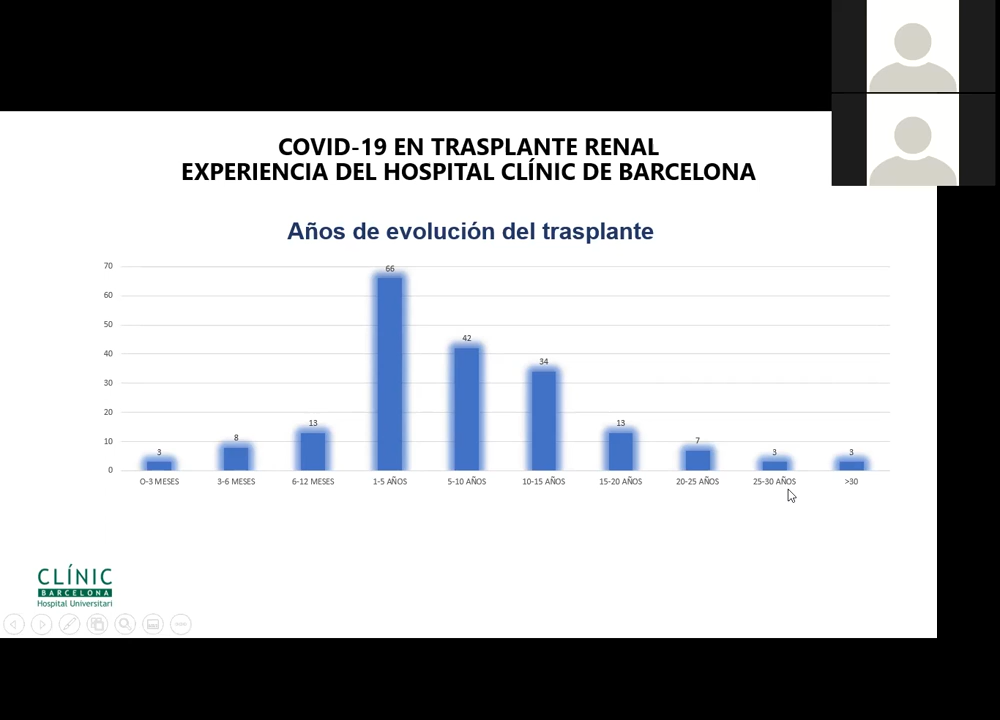 COVID-19 EN TRASPLANTE RENAL
EXPERIENCIA DEL HOSPITAL CLÍNIC DE BARCELONA
Años de evolución del trasplante
70
60
50
40
30
20
10
0
3
8
13
66
42
34
13
7
3
3
0-3 MESES
3-6 MESES
6-12 MESES
1-5 AÑOS
5-10 AÑOS
10-15 AÑOS
15-20 AÑOS
20-25 AÑOS
25-30 AÑOS
>30
CLÍNIC
BARCELONA
Hospital Universitari